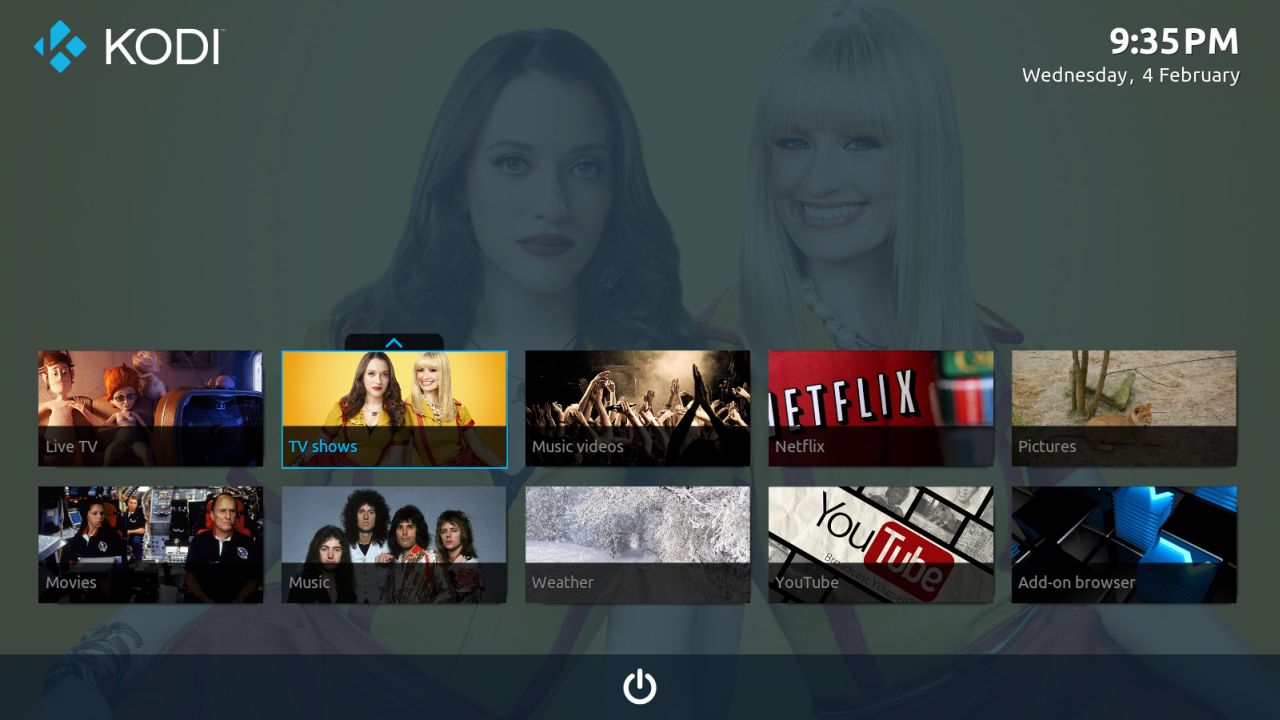 KODI
9:35PM
Wednesday, 4 February
Live TV
TV shows
Music videos
NETFLIX
Netflix
Pictures
Movies
Music
Weather
YouTube
Broadcast Yourself
YouTube
Add-on browser